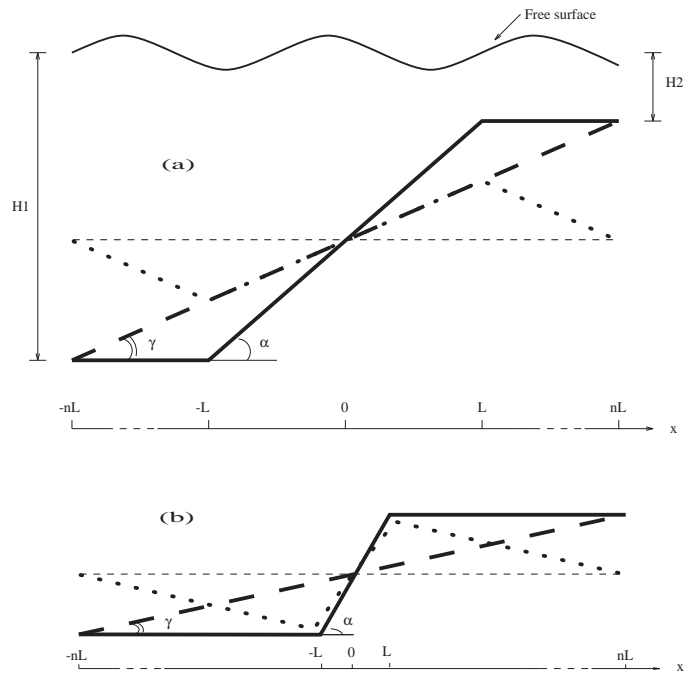 Free surface
H2
(a)
H1
γ
α
-nL
-L
0
L
nL
x
(b)
γ
α
-nL
-L
0
L
nL
x